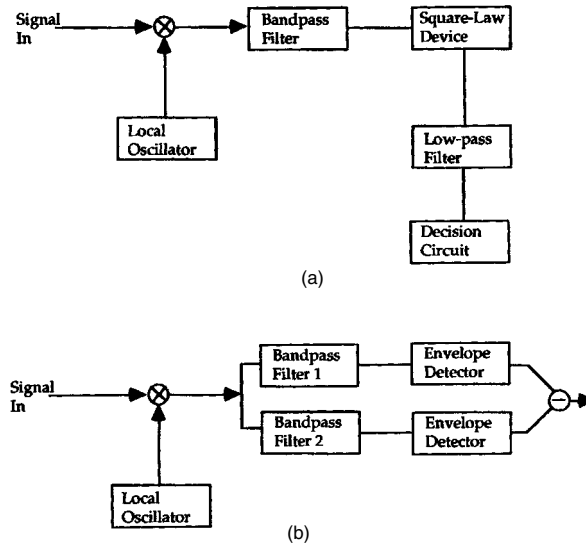 Signal
In
Bandpass
Filter
Square-Law
Device
Local
Oscillator
Low-pass
Filter
Decision
Circuit
(a)
Signal
In
Bandpass
Filter 1
Envelope
Detector
Bandpass
Filter 2
Envelope
Detector
Local
Oscillator
(b)